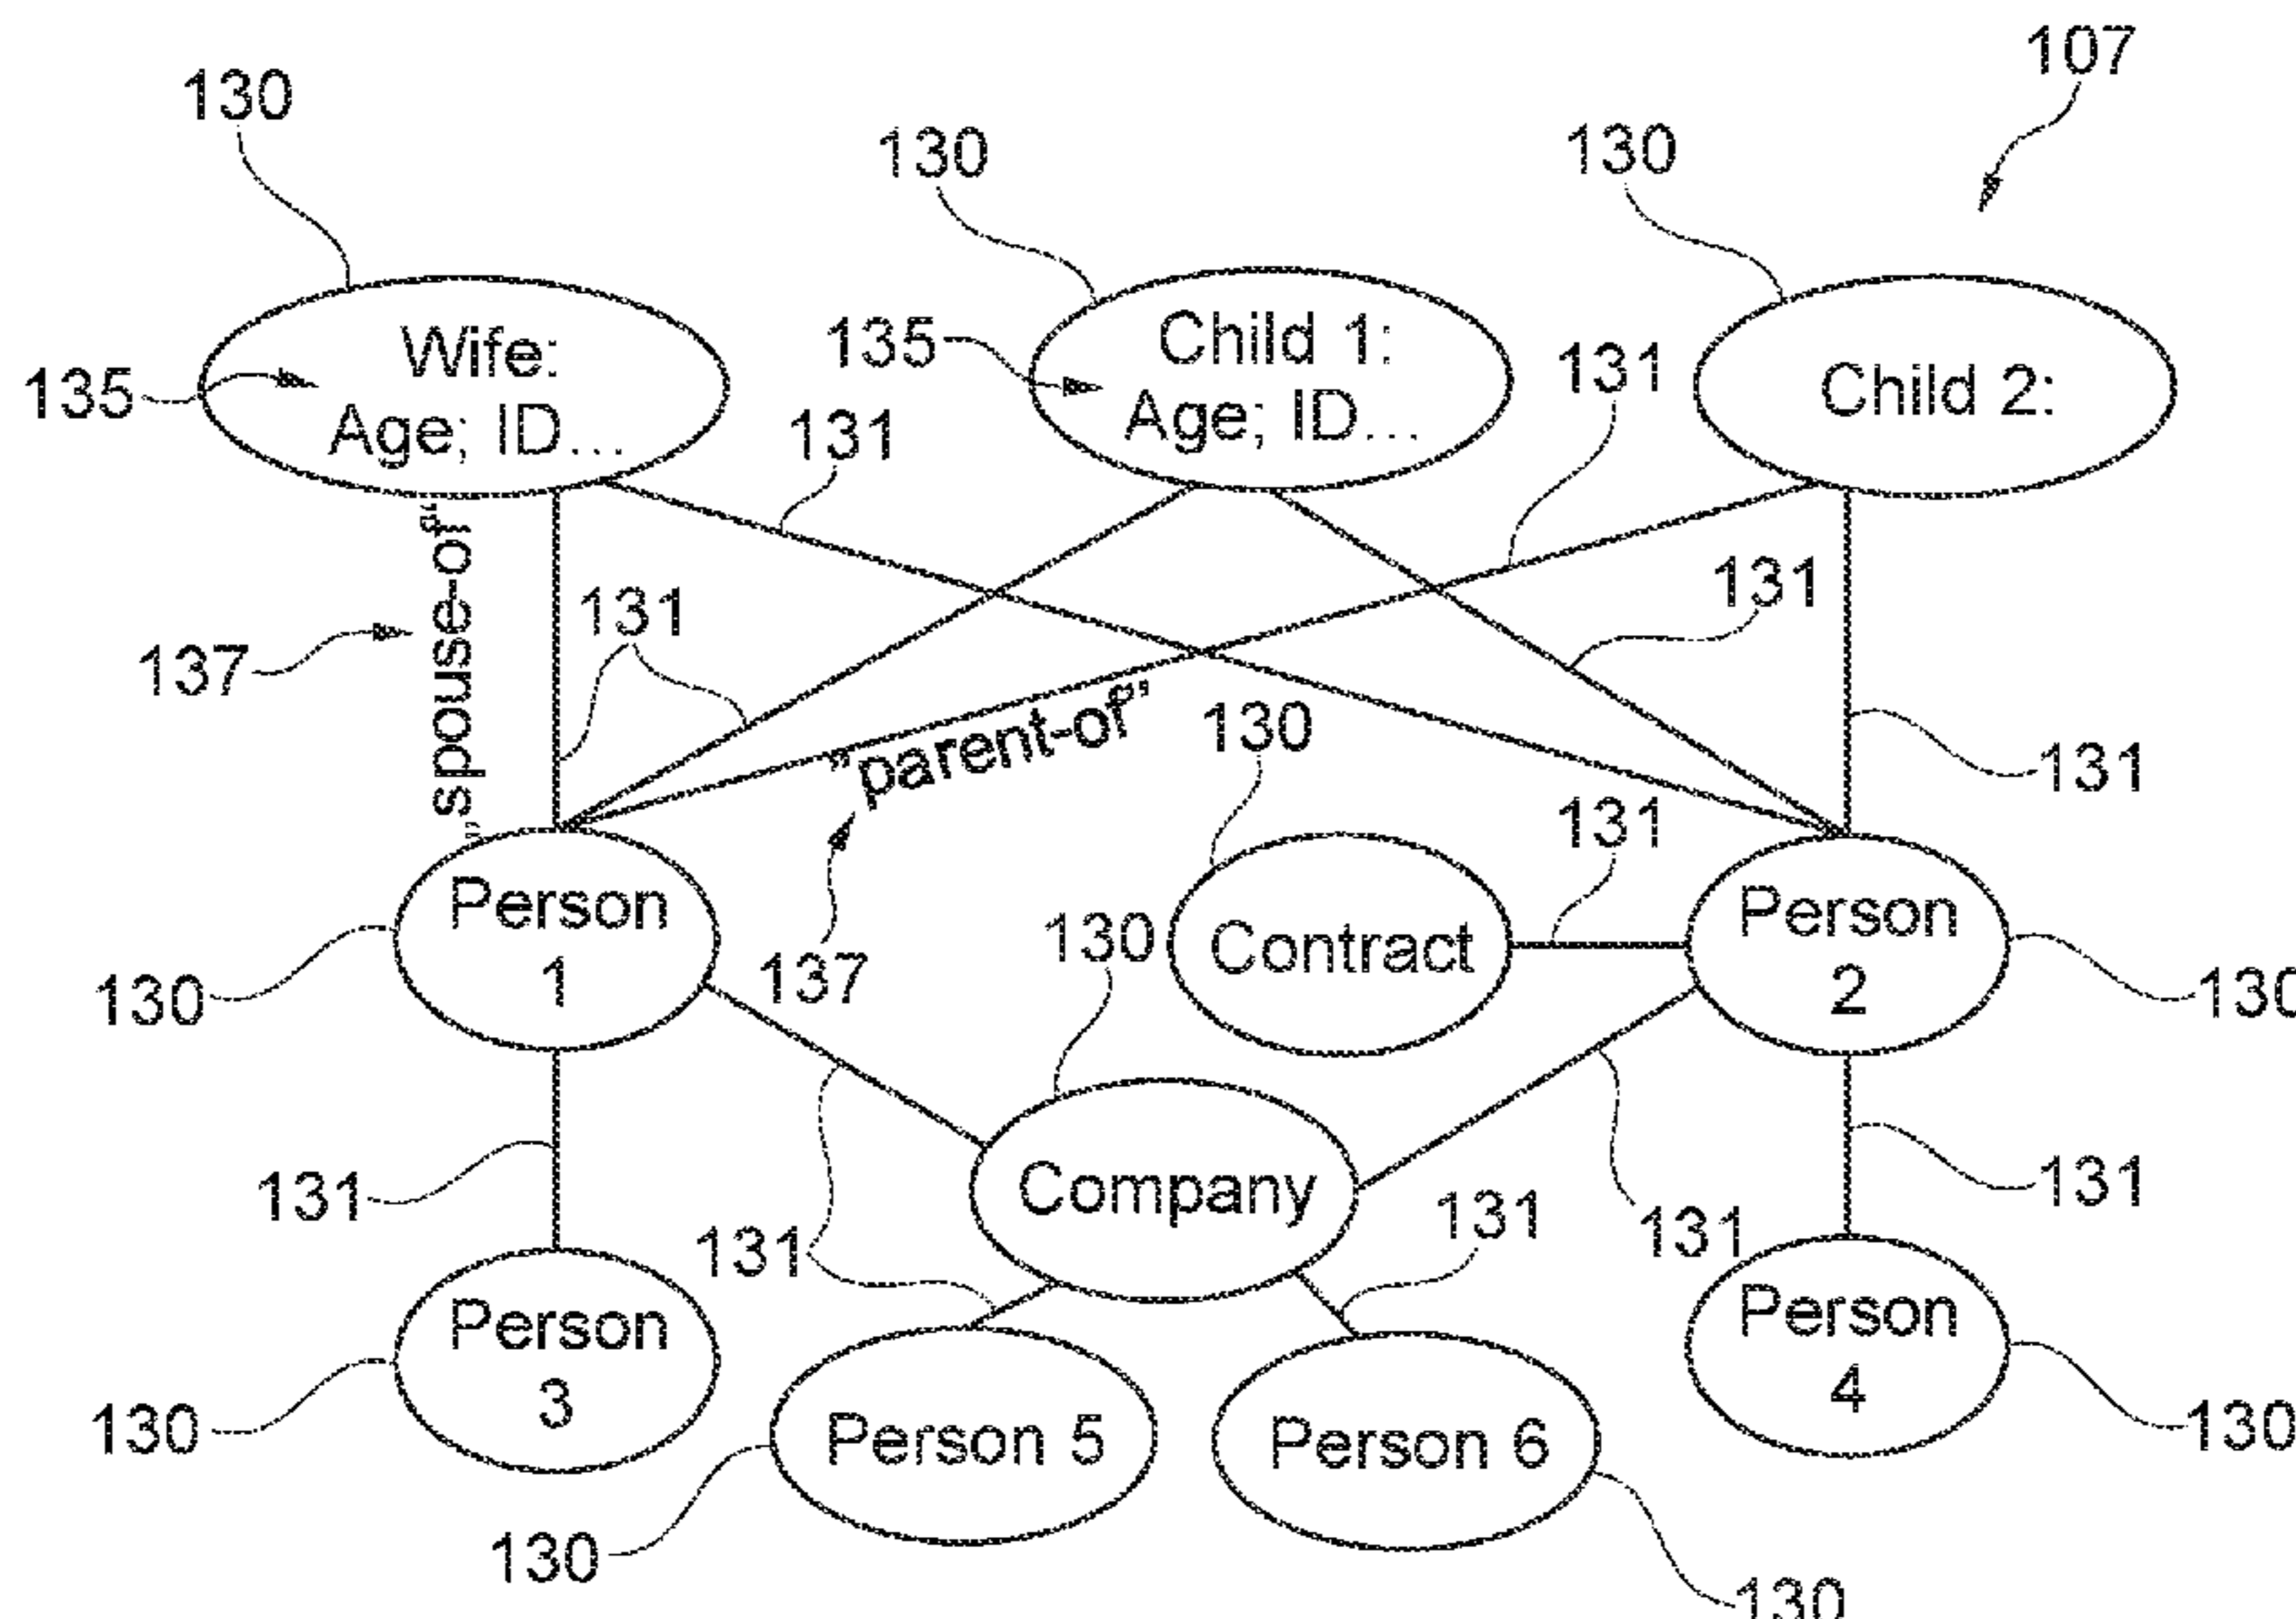 107
130
130
130
Wife:
Age; ID...
135
Child 1:
Age; ID...
135
Child 2:
131
131
„spouse-of“
137
131
131
"parent-of"
137
130
131
131
Person
1
130
Contract
Person
2
130
130
131
Company
131
131
131
131
Person
3
130
Person 5
130
Person 6
130
Person
4
130